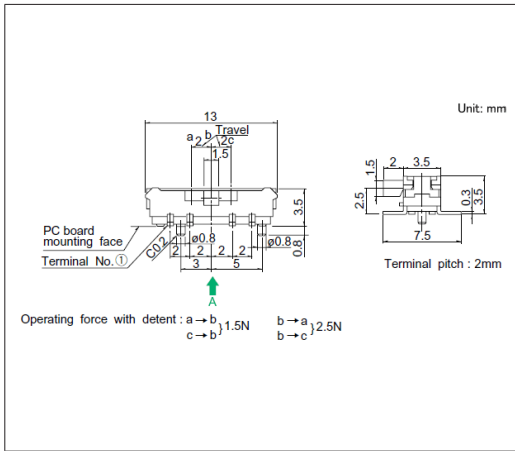 Unit: mm
13
a b Travel
2 2c
1.5
2 3.5
1.5
2.5
3.5
0.3
3.5
PC board
mounting face
Terminal No.①
C0.2
ø0.8
ø0.8
0.8
2 2 2 2
3 5
7.5
Terminal pitch : 2mm
A
Operating force with detent : a→b }1.5N b→a }2.5N
c→b b→c